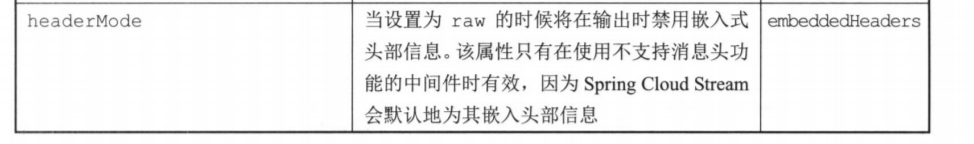 headerMode
当设置为 raw 的时候将在输出时禁用嵌入式
头部信息。该属性只有在使用不支持消息头功
能的中间件时有效，因为 Spring Cloud Stream
会默认地为其嵌入头部信息
embeddedHeaders